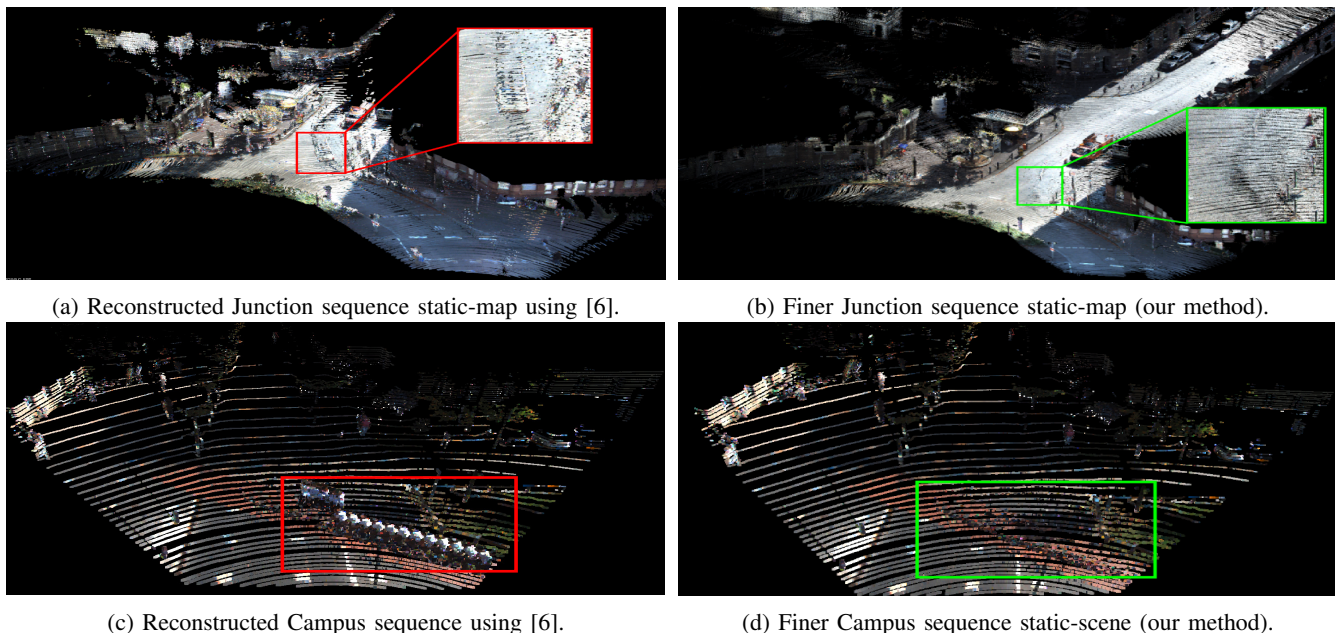 (a) Reconstructed Junction sequence static-map using [6].
(b) Finer Junction sequence static-map (our method).
(c) Reconstructed Campus sequence using [6].
(d) Finer Campus sequence static-scene (our method).